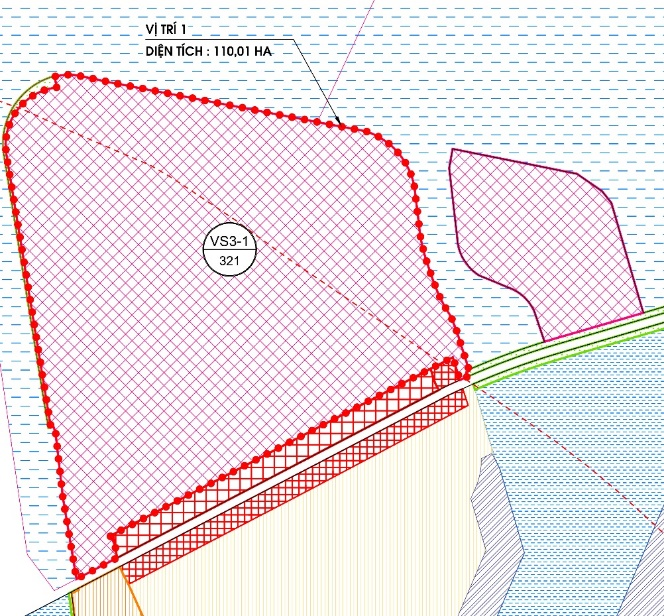 VỊ TRÍ 1
DIỆN TÍCH : 110,01 HA
VS3-1
321